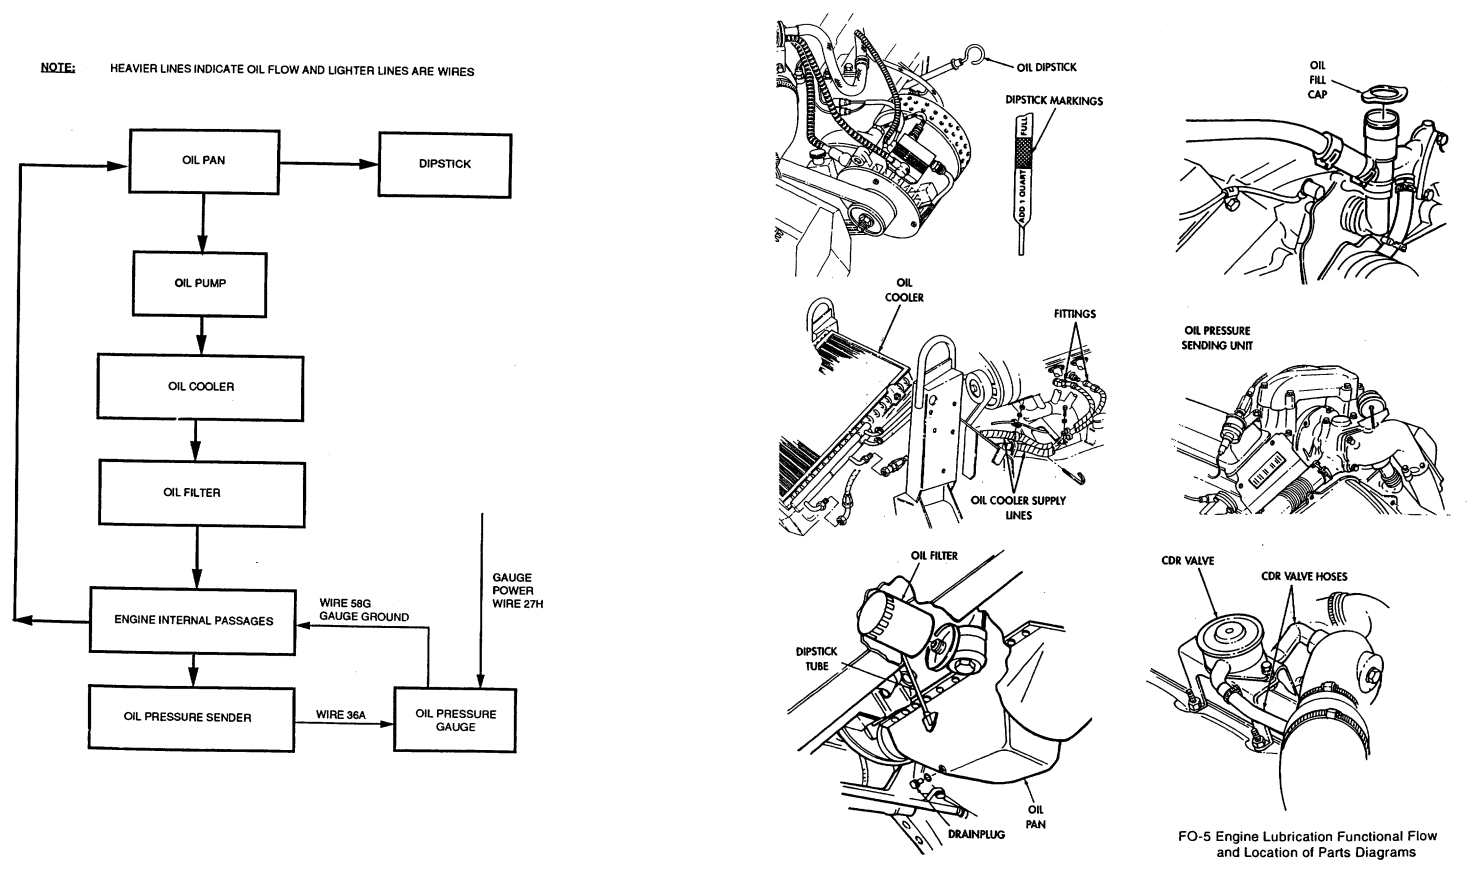 NOTE: HEAVIER LINES INDICATE OIL FLOW AND LIGHTER LINES ARE WIRES
OIL PAN
DIPSTICK
OIL PUMP
OIL COOLER
OIL FILTER
ENGINE INTERNAL PASSAGES
WIRE 58G
GAUGE GROUND
GAUGE
POWER
WIRE 27H
OIL PRESSURE SENDER
WIRE 36A
OIL PRESSURE
GAUGE
OIL DIPSTICK
DIPSTICK MARKINGS
FULL
ADD 1 QUART
OIL
FILL
CAP
OIL
COOLER
FITTINGS
OIL COOLER SUPPLY
LINES
OIL PRESSURE
SENDING UNIT
OIL FILTER
DIPSTICK
TUBE
OIL
PAN
DRAINPLUG
CDR VALVE
CDR VALVE HOSES
FO-5 Engine Lubrication Functional Flow
and Location of Parts Diagrams